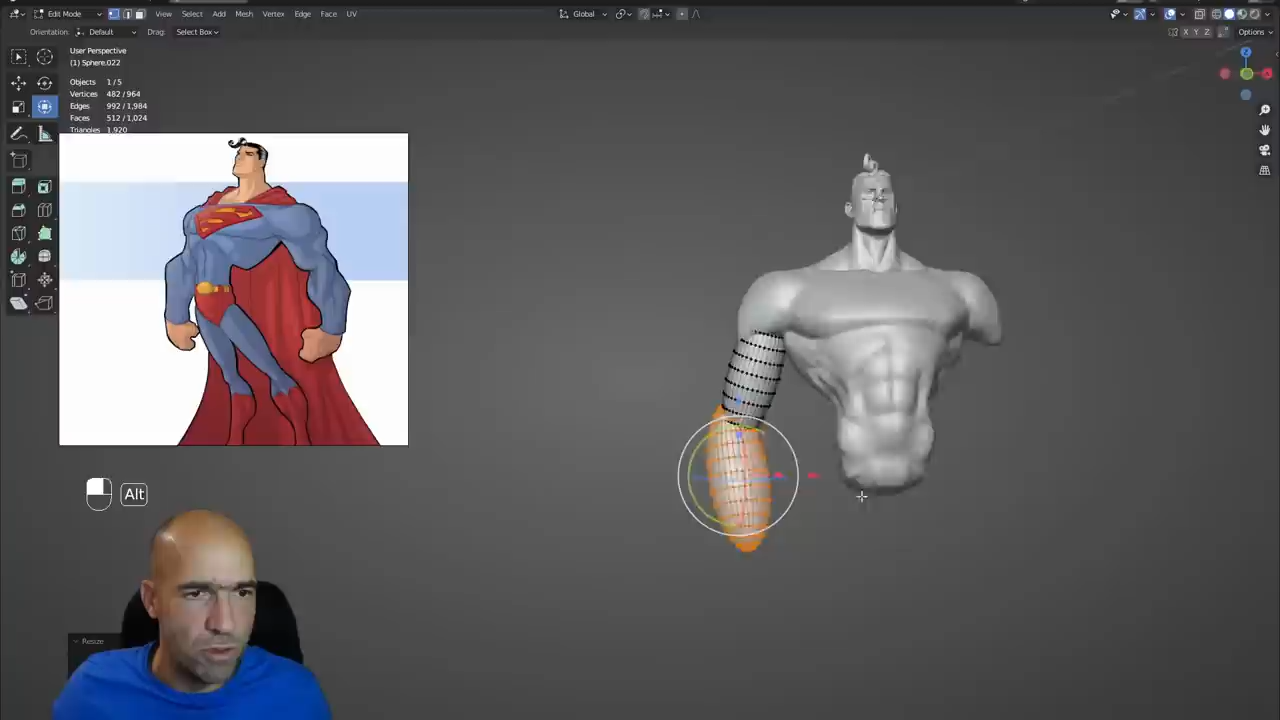 Edit Mode View Select Add Mesh Vertex Edge Face UV Global Options
Orientation: Default Drag: Select Box X Y Z
User Perspective
(1) Sphere.022
Objects 1 / 5
Vertices 482 / 964
Edges 992 / 1,984
Faces 512 / 1,024
Triangles 1,920
Alt
Resize